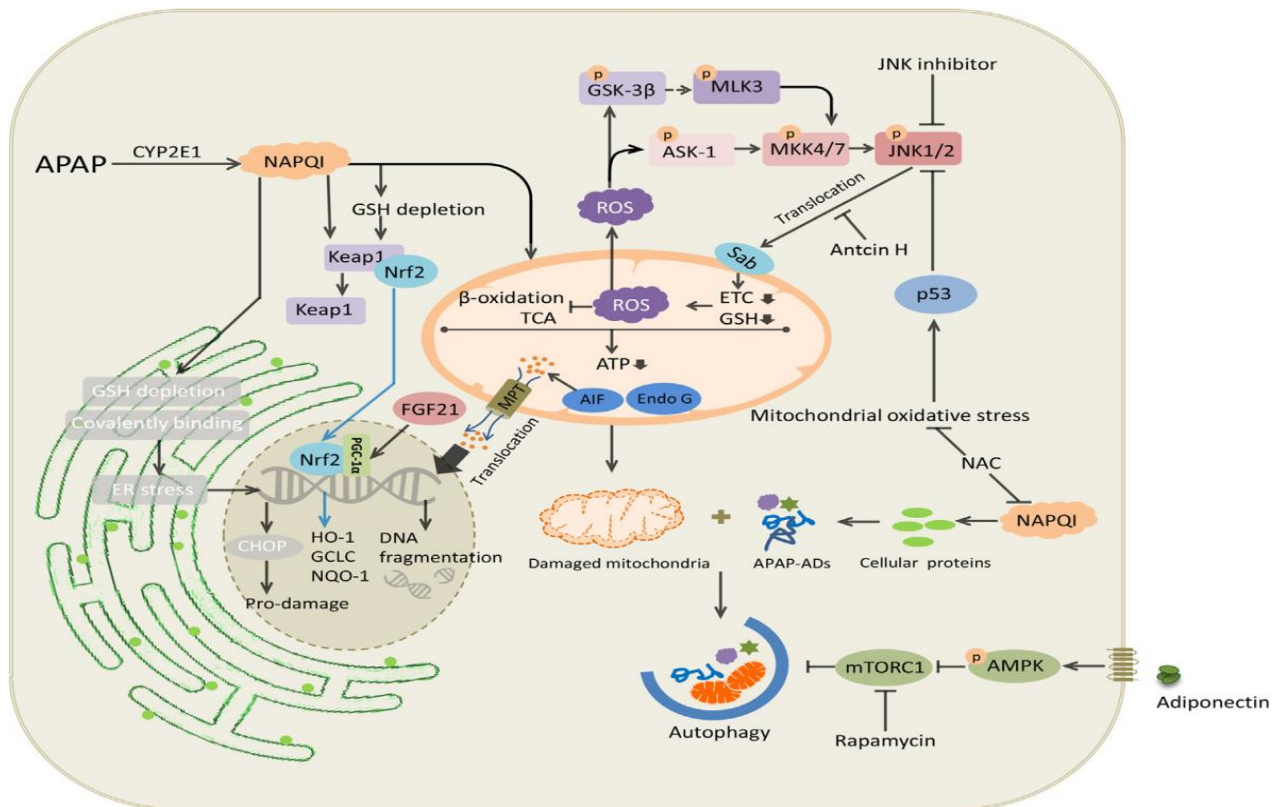 JNK inhibitor
p
GSK-3β
p
MLK3
APAP
CYP2E1
NAPQI
p
ASK-1
p
MKK4/7
p
JNK1/2
GSH depletion
ROS
Translocation
Antcin H
Keap1
Nrf2
Keap1
Sab
p53
β-oxidation
TCA
ROS
ETC
GSH
ATP
AIF
Endo G
MPT
Translocation
GSH depletion
Covalently binding
ER stress
FGF21
Nrf2
PGC-1α
CHOP
HO-1
GCLC
NQO-1
DNA
fragmentation
Pro-damage
Mitochondrial oxidative stress
NAC
NAPQI
Damaged mitochondria
+
APAP-ADs
Cellular proteins
Autophagy
mTORC1
p
AMPK
Rapamycin
Adiponectin